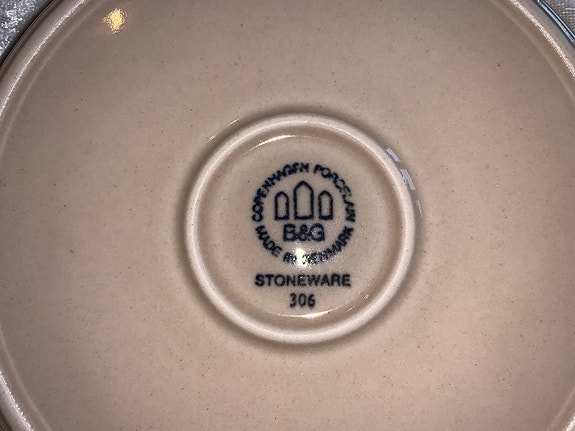 COPENHAGEN PORCELAIN
B&G
MADE IN DENMARK
STONEWARE
306